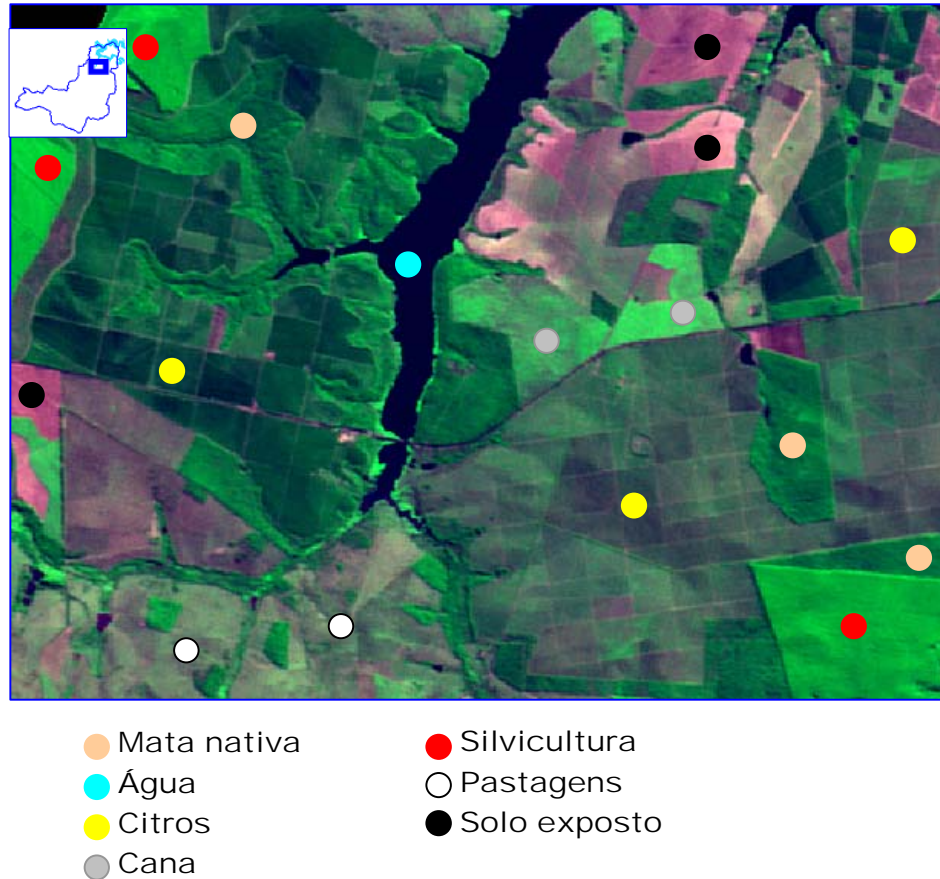 Mata nativa
Água
Citros
Cana
Silvicultura
Pastagens
Solo exposto